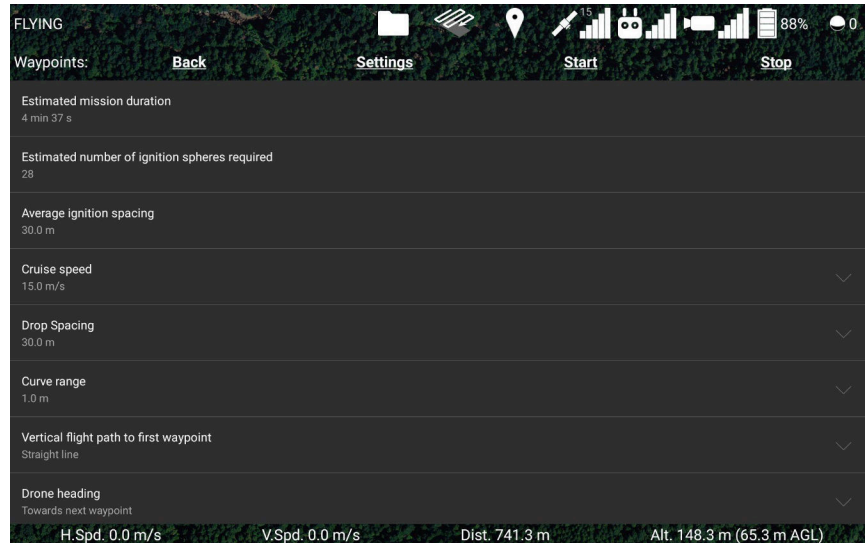 FLYING 15 88% 0
Waypoints: Back Settings Start Stop
Estimated mission duration
4 min 37 s
Estimated number of ignition spheres required
28
Average ignition spacing
30.0 m
Cruise speed
15.0 m/s
Drop Spacing
30.0 m
Curve range
1.0 m
Vertical flight path to first waypoint
Straight line
Drone heading
Towards next waypoint
H.Spd. 0.0 m/s V.Spd. 0.0 m/s Dist. 741.3 m Alt. 148.3 m (65.3 m AGL)